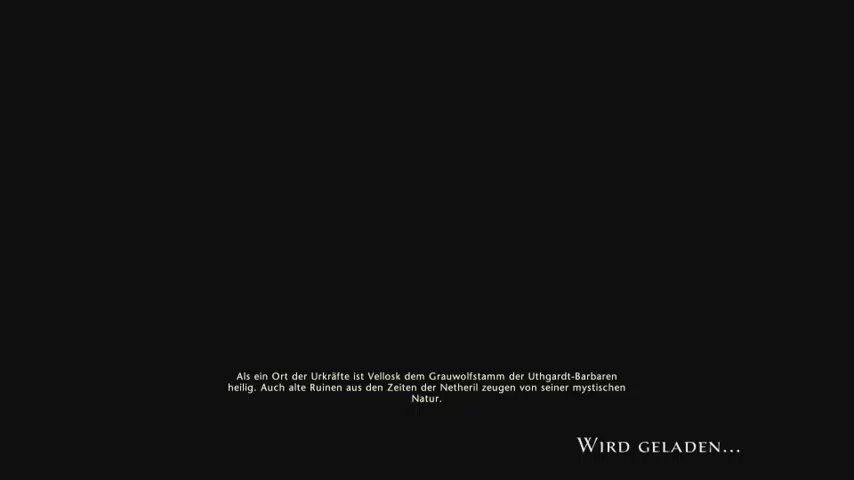 Als ein Ort der Urkräfte ist Vellosk dem Grauwolfstamm der Uthgardt-Barbaren
heilig. Auch alte Ruinen aus den Zeiten der Netheril zeugen von seiner mystischen
Natur.
Wird geladen...